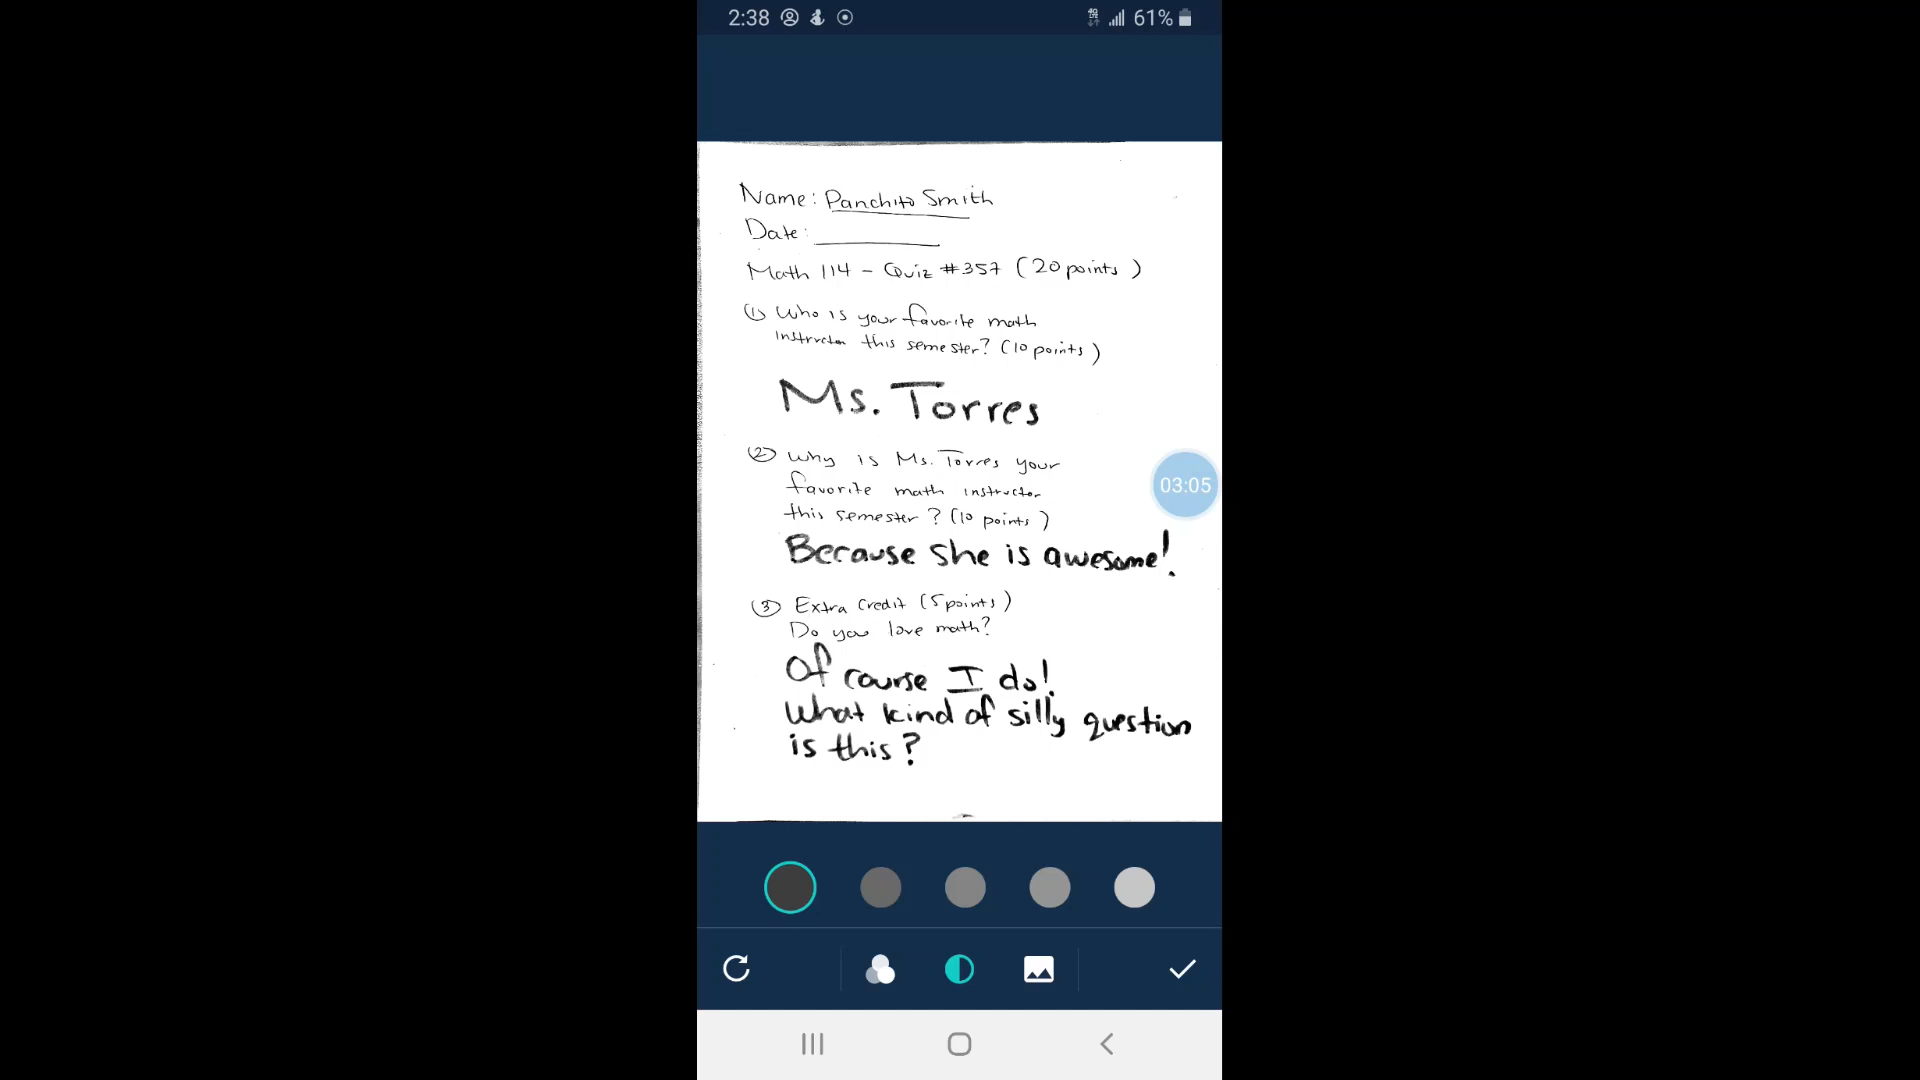 2:38 61%
Name: Panchito Smith
Date:
Math 114 - Quiz #357 (20 points)
① Who is your favorite math
instructor this semester? (10 points)
Ms. Torres
② Why is Ms. Torres your
favorite math instructor
this semester? (10 points)
03:05
Because she is awesome!
③ Extra Credit (5 points)
Do you love math?
Of course I do!
What kind of silly question
is this?